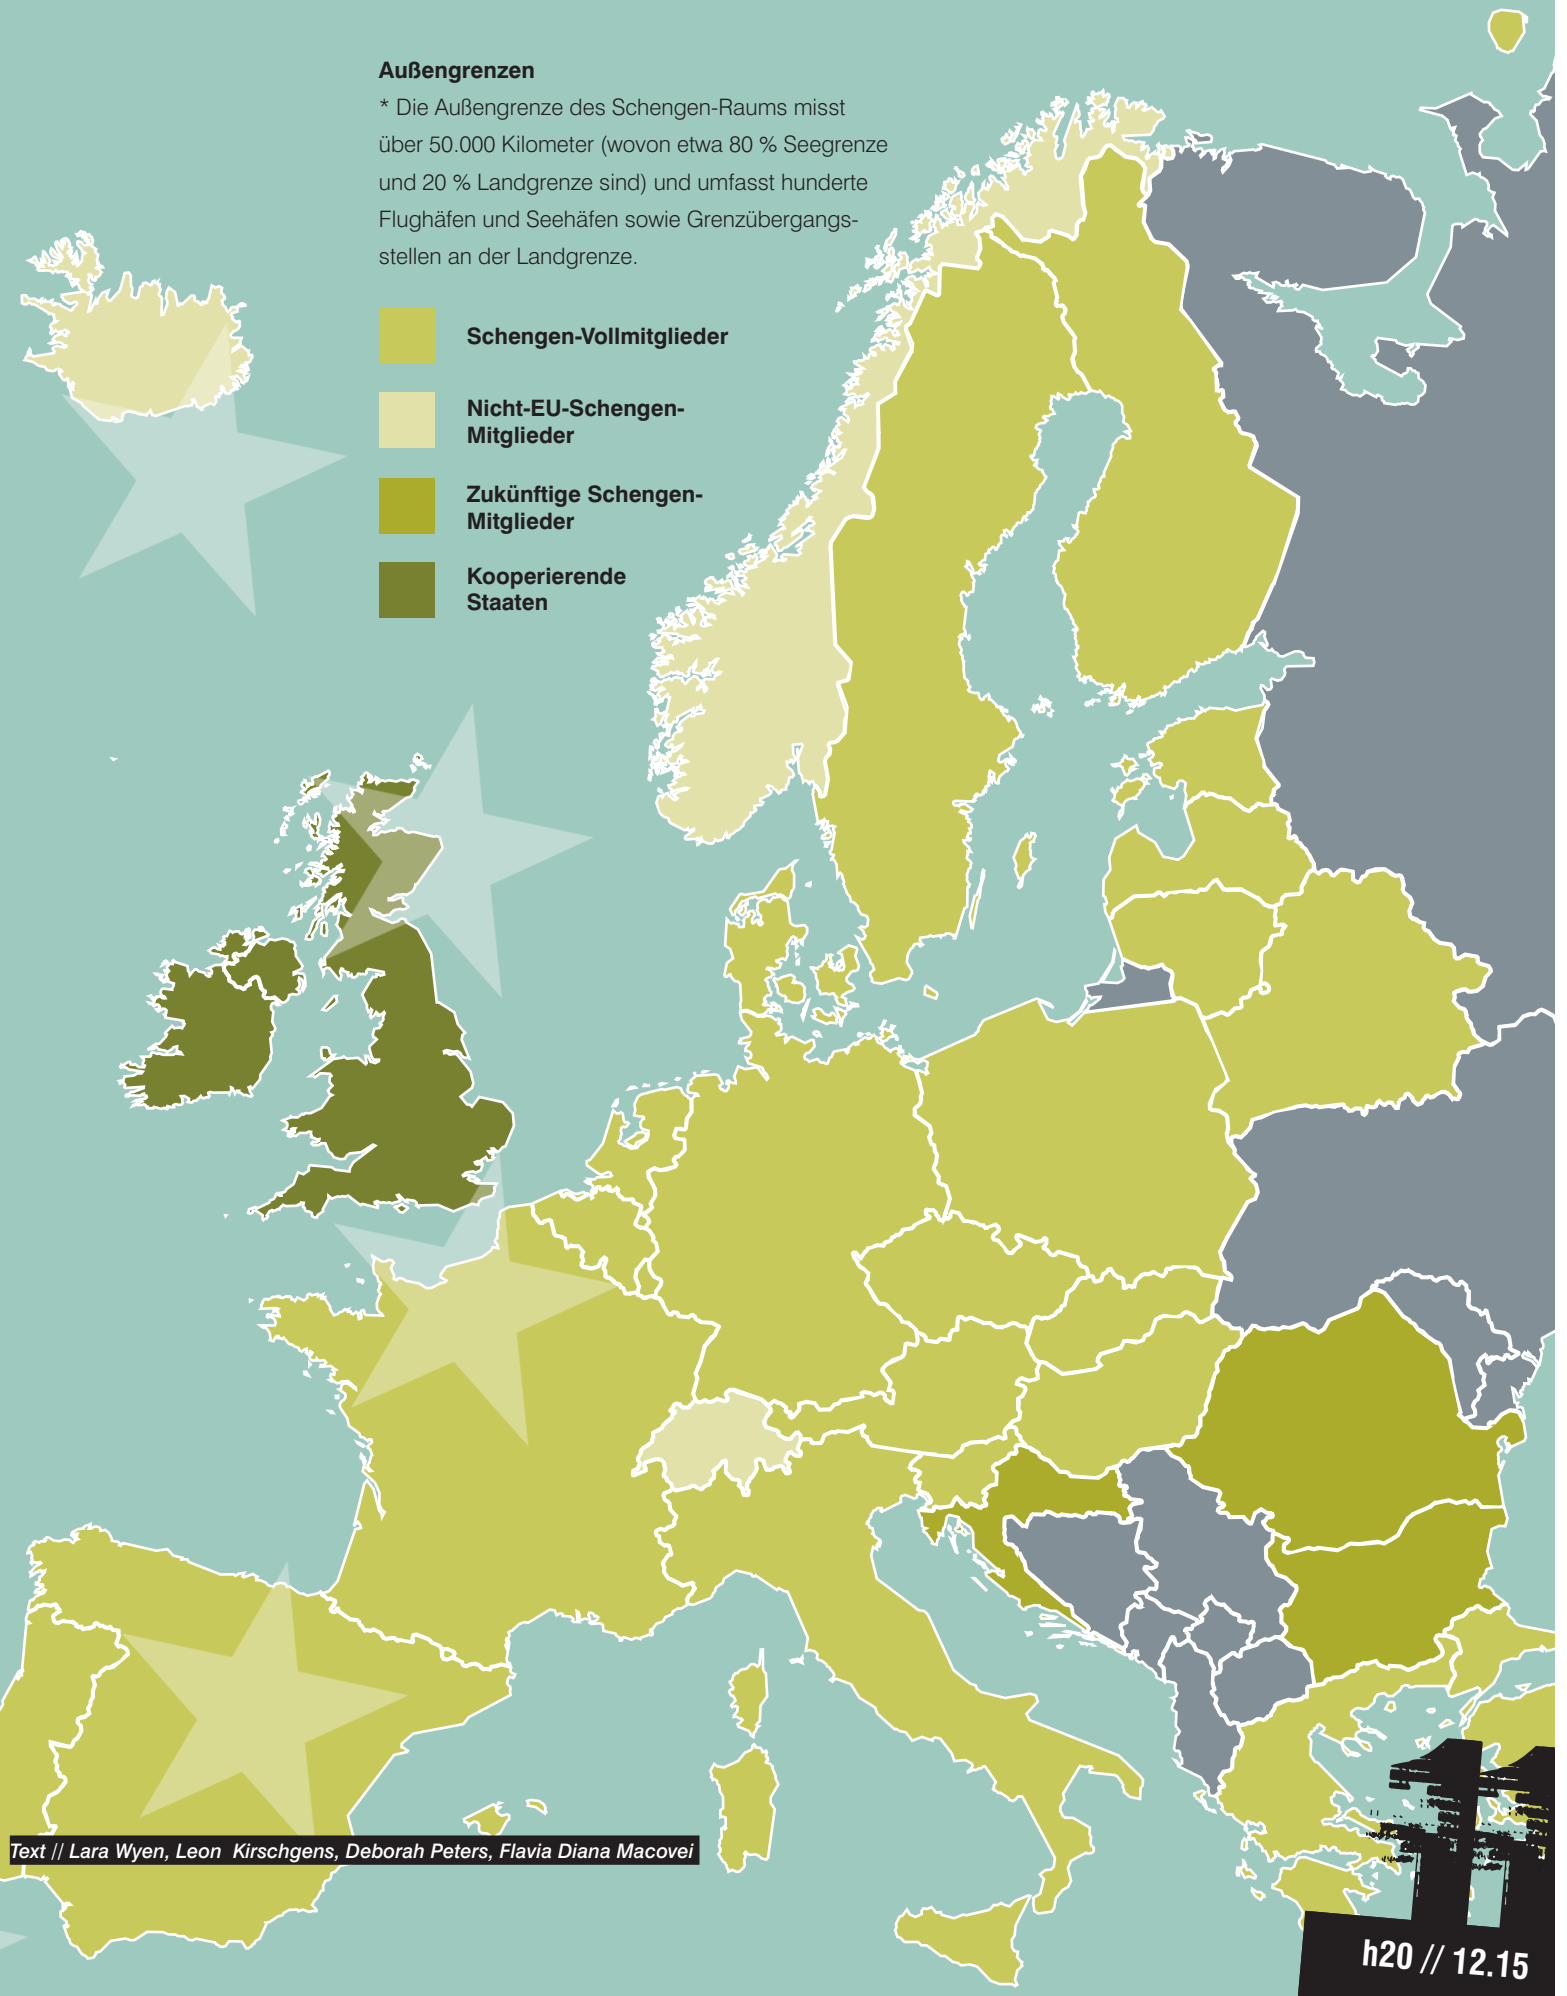 Außengrenzen
* Die Außengrenze des Schengen-Raums misst
über 50.000 Kilometer (wovon etwa 80 % Seegrenze
und 20 % Landgrenze sind) und umfasst hunderte
Flughäfen und Seehäfen sowie Grenzübergangs-
stellen an der Landgrenze.
Schengen-Vollmitglieder
Nicht-EU-Schengen-
Mitglieder
Zukünftige Schengen-
Mitglieder
Kooperierende
Staaten
Text // Lara Wyen, Leon Kirschgens, Deborah Peters, Flavia Diana Macovei
11
h20 // 12.15